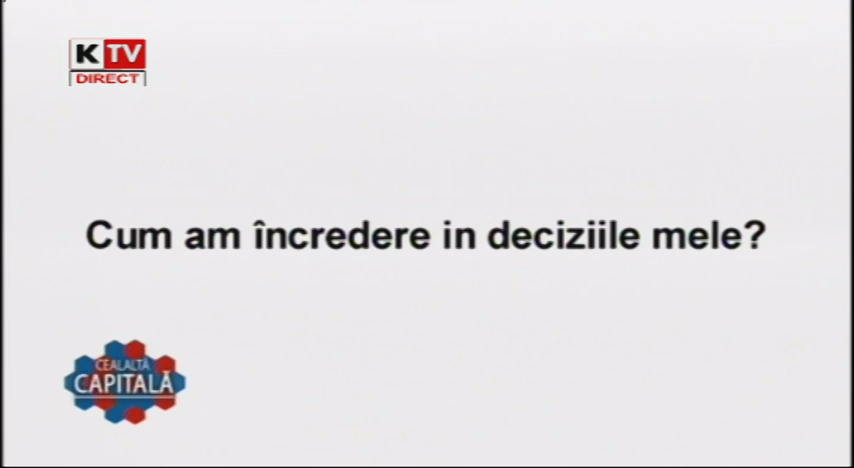 K TV
DIRECT
Cum am încredere in deciziile mele?
CEALALTĂ
CAPITALĂ